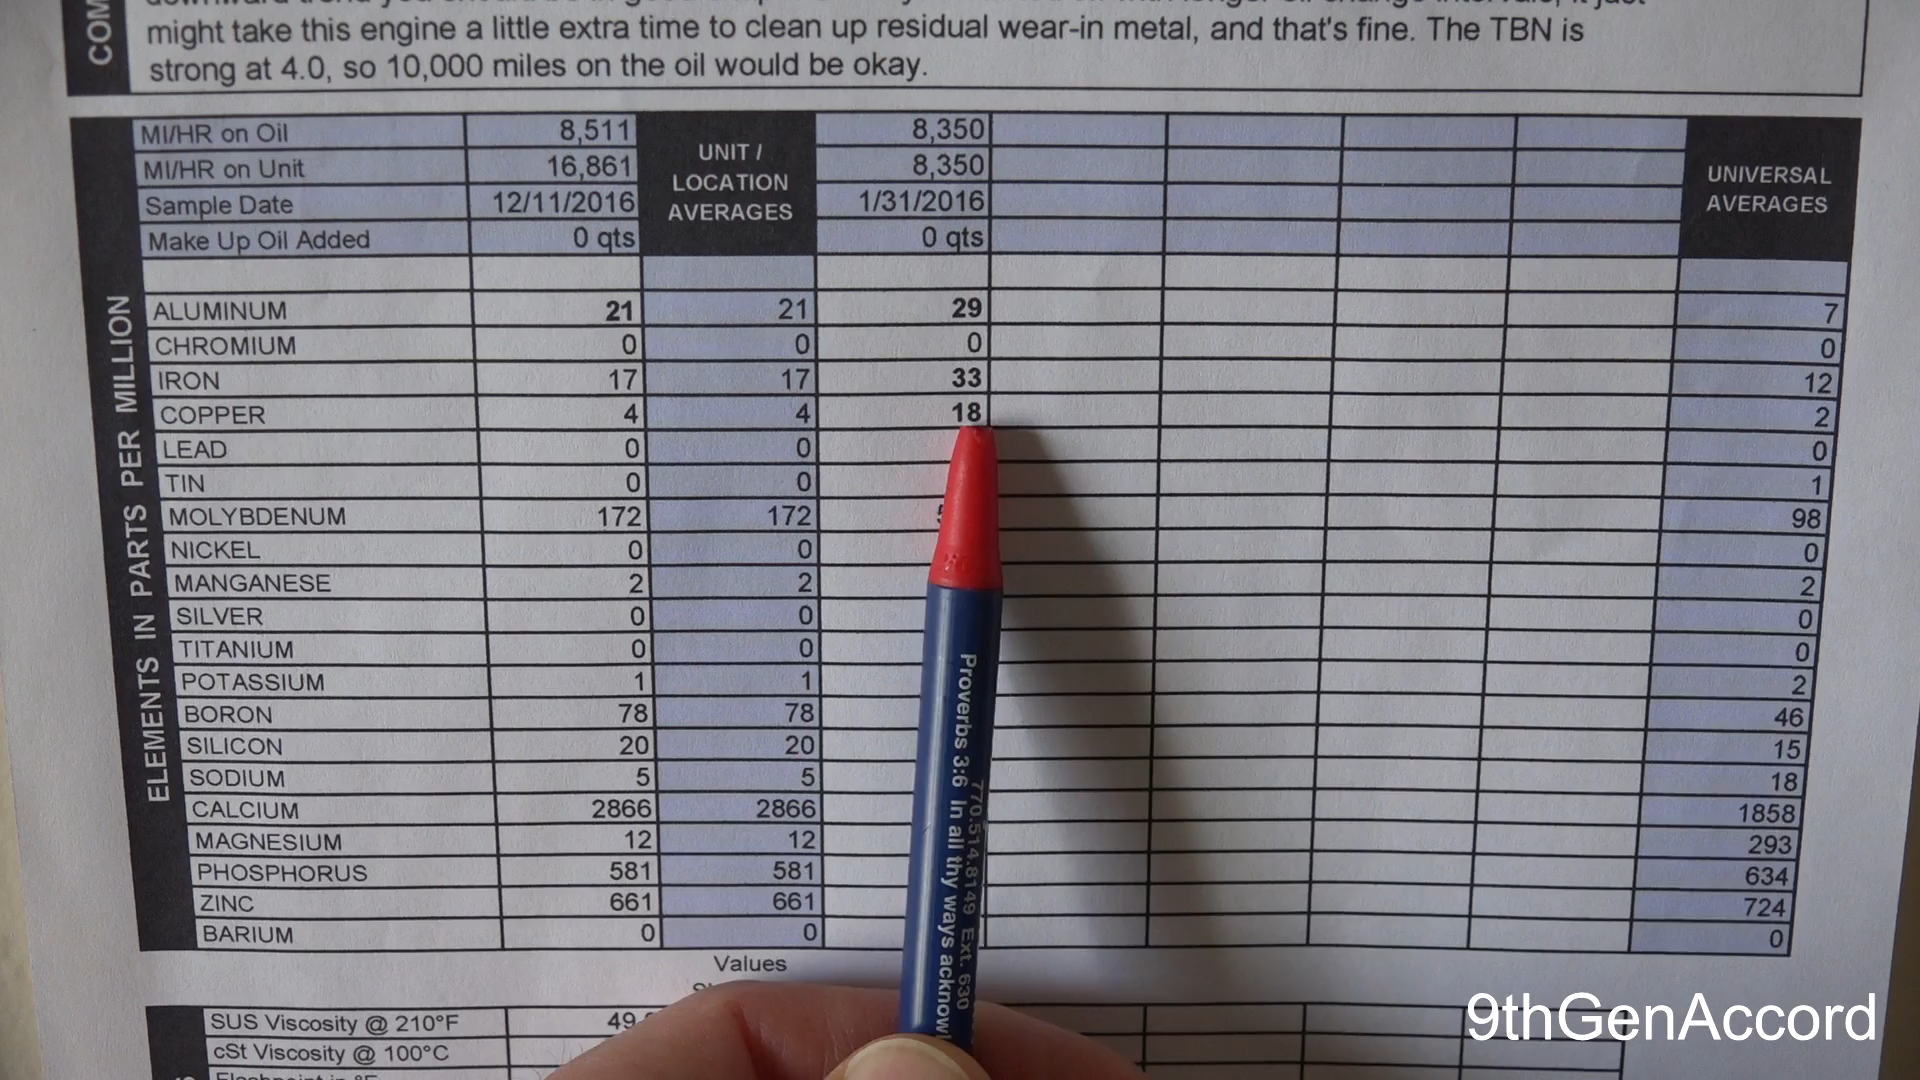 might take this engine a little extra time to clean up residual wear-in metal, and that's fine. The TBN is
strong at 4.0, so 10,000 miles on the oil would be okay.
COM
MI/HR on Oil 8,511 UNIT / LOCATION AVERAGES 8,350 UNIVERSAL AVERAGES
MI/HR on Unit 16,861 8,350
Sample Date 12/11/2016 1/31/2016
Make Up Oil Added 0 qts 0 qts
ELEMENTS IN PARTS PER MILLION
ALUMINUM 21 21 29 7
CHROMIUM 0 0 0 0
IRON 17 17 33 12
COPPER 4 4 18 2
LEAD 0 0 0
TIN 0 0 1
MOLYBDENUM 172 172 98
NICKEL 0 0 0
MANGANESE 2 2 2
SILVER 0 0 0
TITANIUM 0 0 0
POTASSIUM 1 1 2
BORON 78 78 46
SILICON 20 20 15
SODIUM 5 5 18
CALCIUM 2866 2866 1858
MAGNESIUM 12 12 293
PHOSPHORUS 581 581 634
ZINC 661 661 724
BARIUM 0 0 0
Values
SUS Viscosity @ 210°F 49.
cSt Viscosity @ 100°C
Proverbs 3:6 In all thy ways acknow
770.514.8149 Ext. 630
9thGenAccord